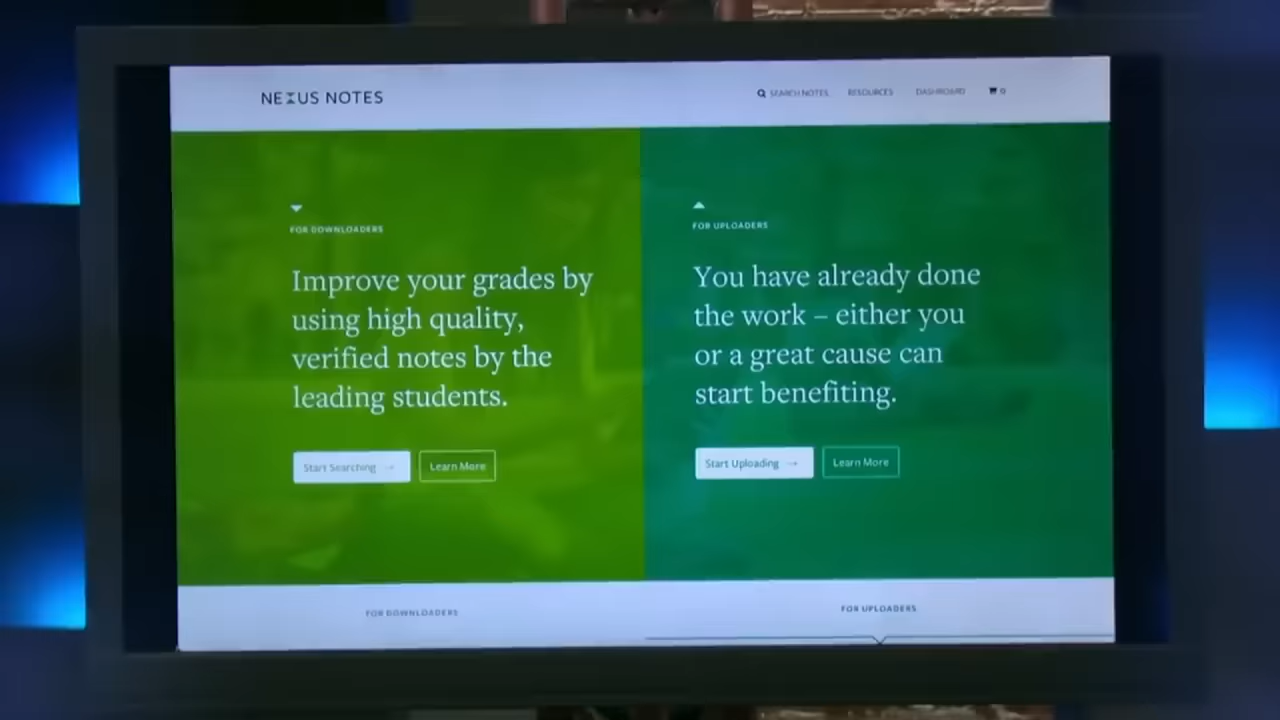 NEXUS NOTES
SEARCH NOTES RESOURCES DASHBOARD 0
FOR DOWNLOADERS
Improve your grades by
using high quality,
verified notes by the
leading students.
Start Searching → Learn More
FOR UPLOADERS
You have already done
the work – either you
or a great cause can
start benefiting.
Start Uploading → Learn More
FOR DOWNLOADERS
FOR UPLOADERS